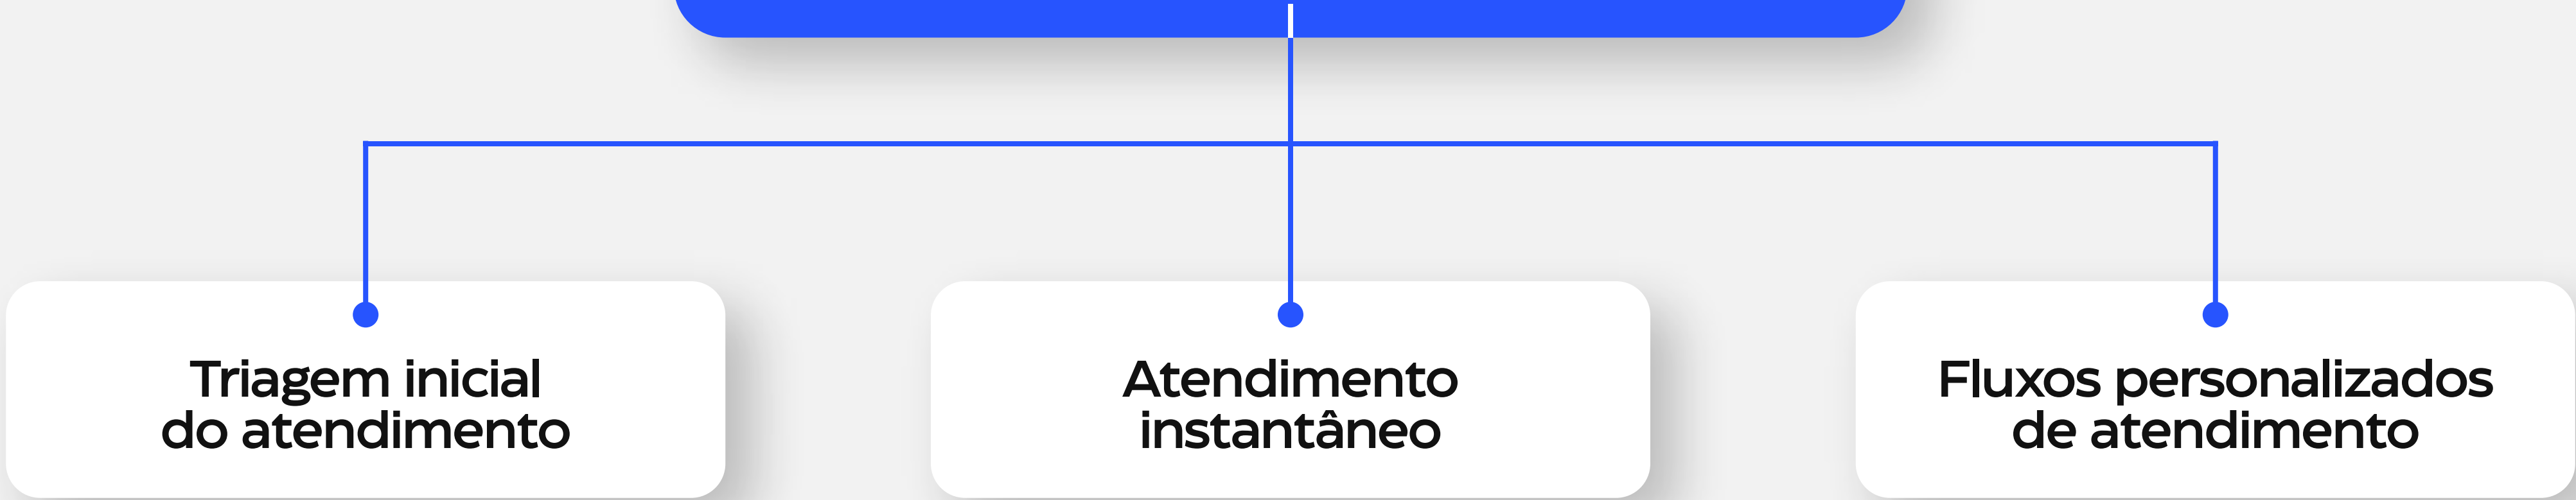 Triagem inicial
do atendimento
Atendimento
instantâneo
Fluxos personalizados
de atendimento